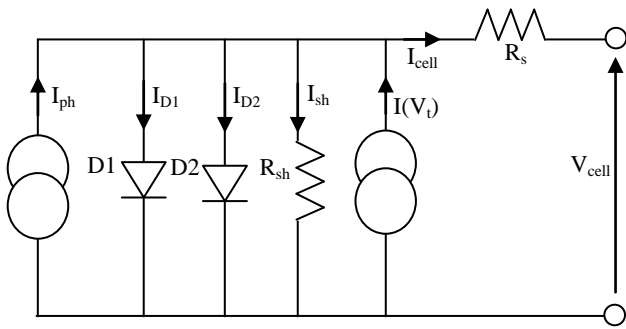 I_cell
R_s
I_ph
I_D1
I_D2
I_sh
I(V_t)
D1
D2
R_sh
V_cell